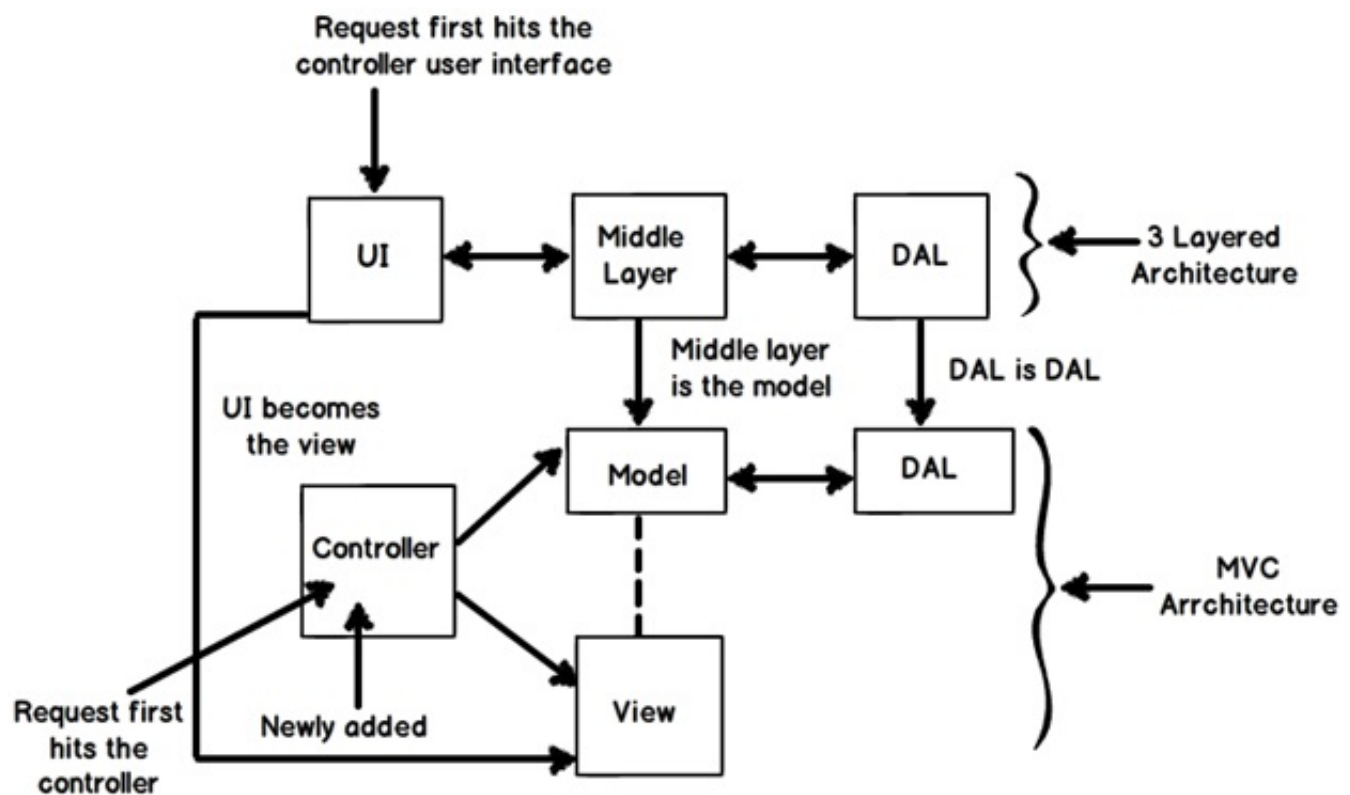 Request first hits the
controller user interface
UI
Middle
Layer
DAL
3 Layered
Architecture
Middle layer
is the model
DAL is DAL
UI becomes
the view
Model
DAL
Controller
MVC
Arrchitecture
View
Request first
hits the
controller
Newly added